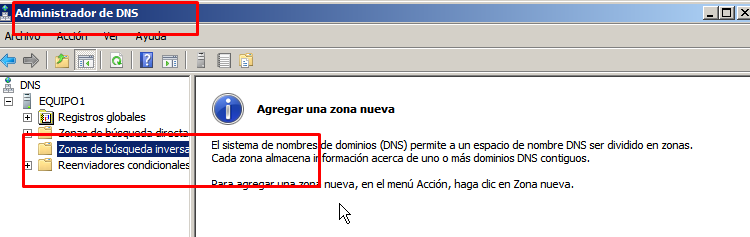 Administrador de DNS
Archivo Acción Ver Ayuda
DNS
EQUIPO1
Registros globales
Zonas de búsqueda directa
Zonas de búsqueda inversa
Reenviadores condicionales
Agregar una zona nueva
El sistema de nombres de dominios (DNS) permite a un espacio de nombre DNS ser dividido en zonas.
Cada zona almacena información acerca de uno o más dominios DNS contiguos.
Para agregar una zona nueva, en el menú Acción, haga clic en Zona nueva.